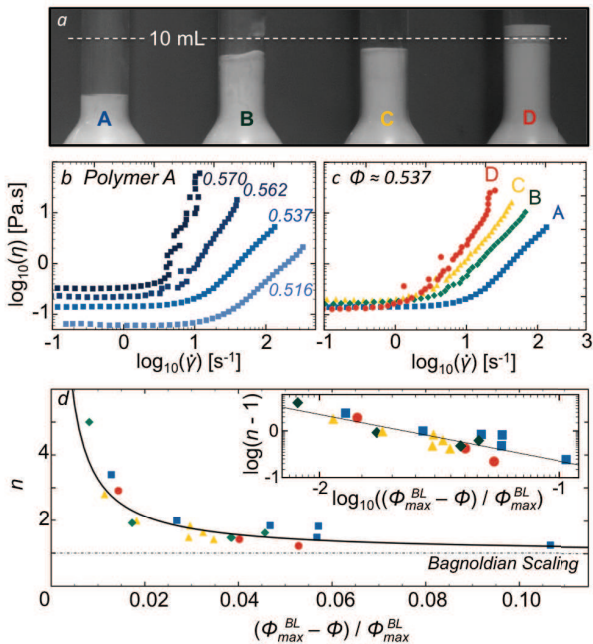 a
10 mL
A B C D
b Polymer A
0.570
0.562
0.537
0.516
log₁₀(η) [Pa.s]
1
0
-1
-1 0 1 2 3
log₁₀(γ̇) [s⁻¹]
c Φ ≈ 0.537
D
C
B
A
-1 0 1 2 3
log₁₀(γ̇) [s⁻¹]
d
n
4
2
0
0 0.02 0.04 0.06 0.08 0.10
(Φ_max^BL – Φ) / Φ_max^BL
Bagnoldian Scaling
log(n - 1)
0
-1
-2 -1
log₁₀((Φ_max^BL – Φ) / Φ_max^BL)